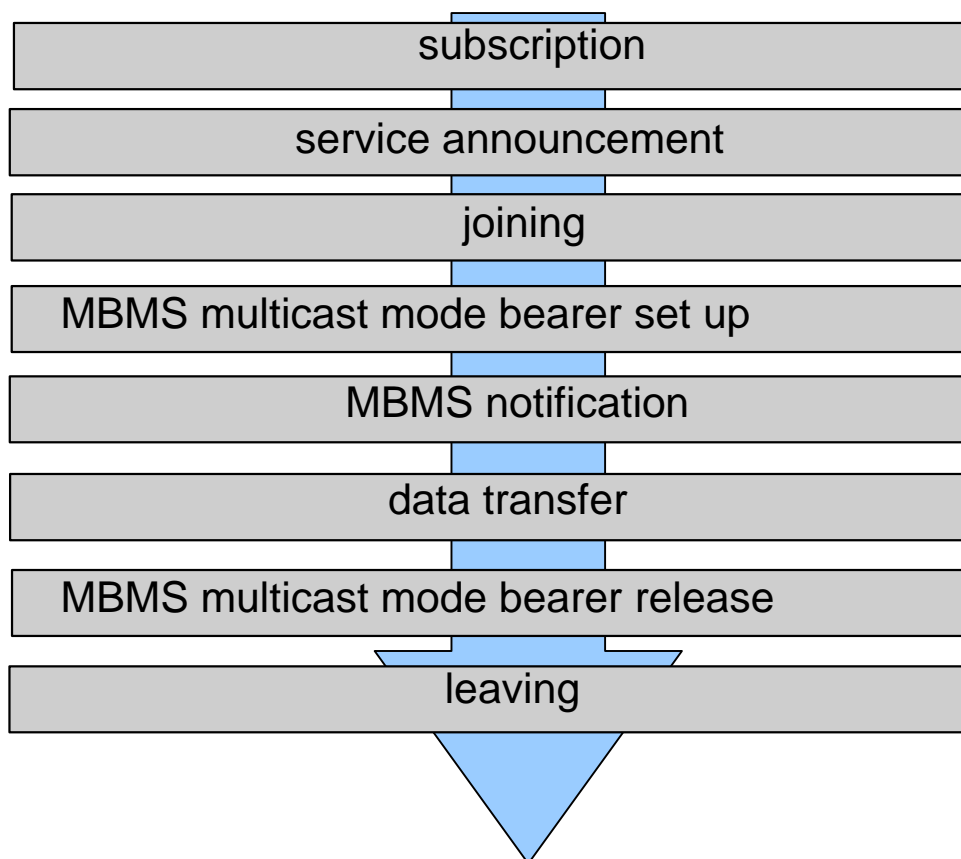 subscription
service announcement
joining
MBMS multicast mode bearer set up
MBMS notification
data transfer
MBMS multicast mode bearer release
leaving